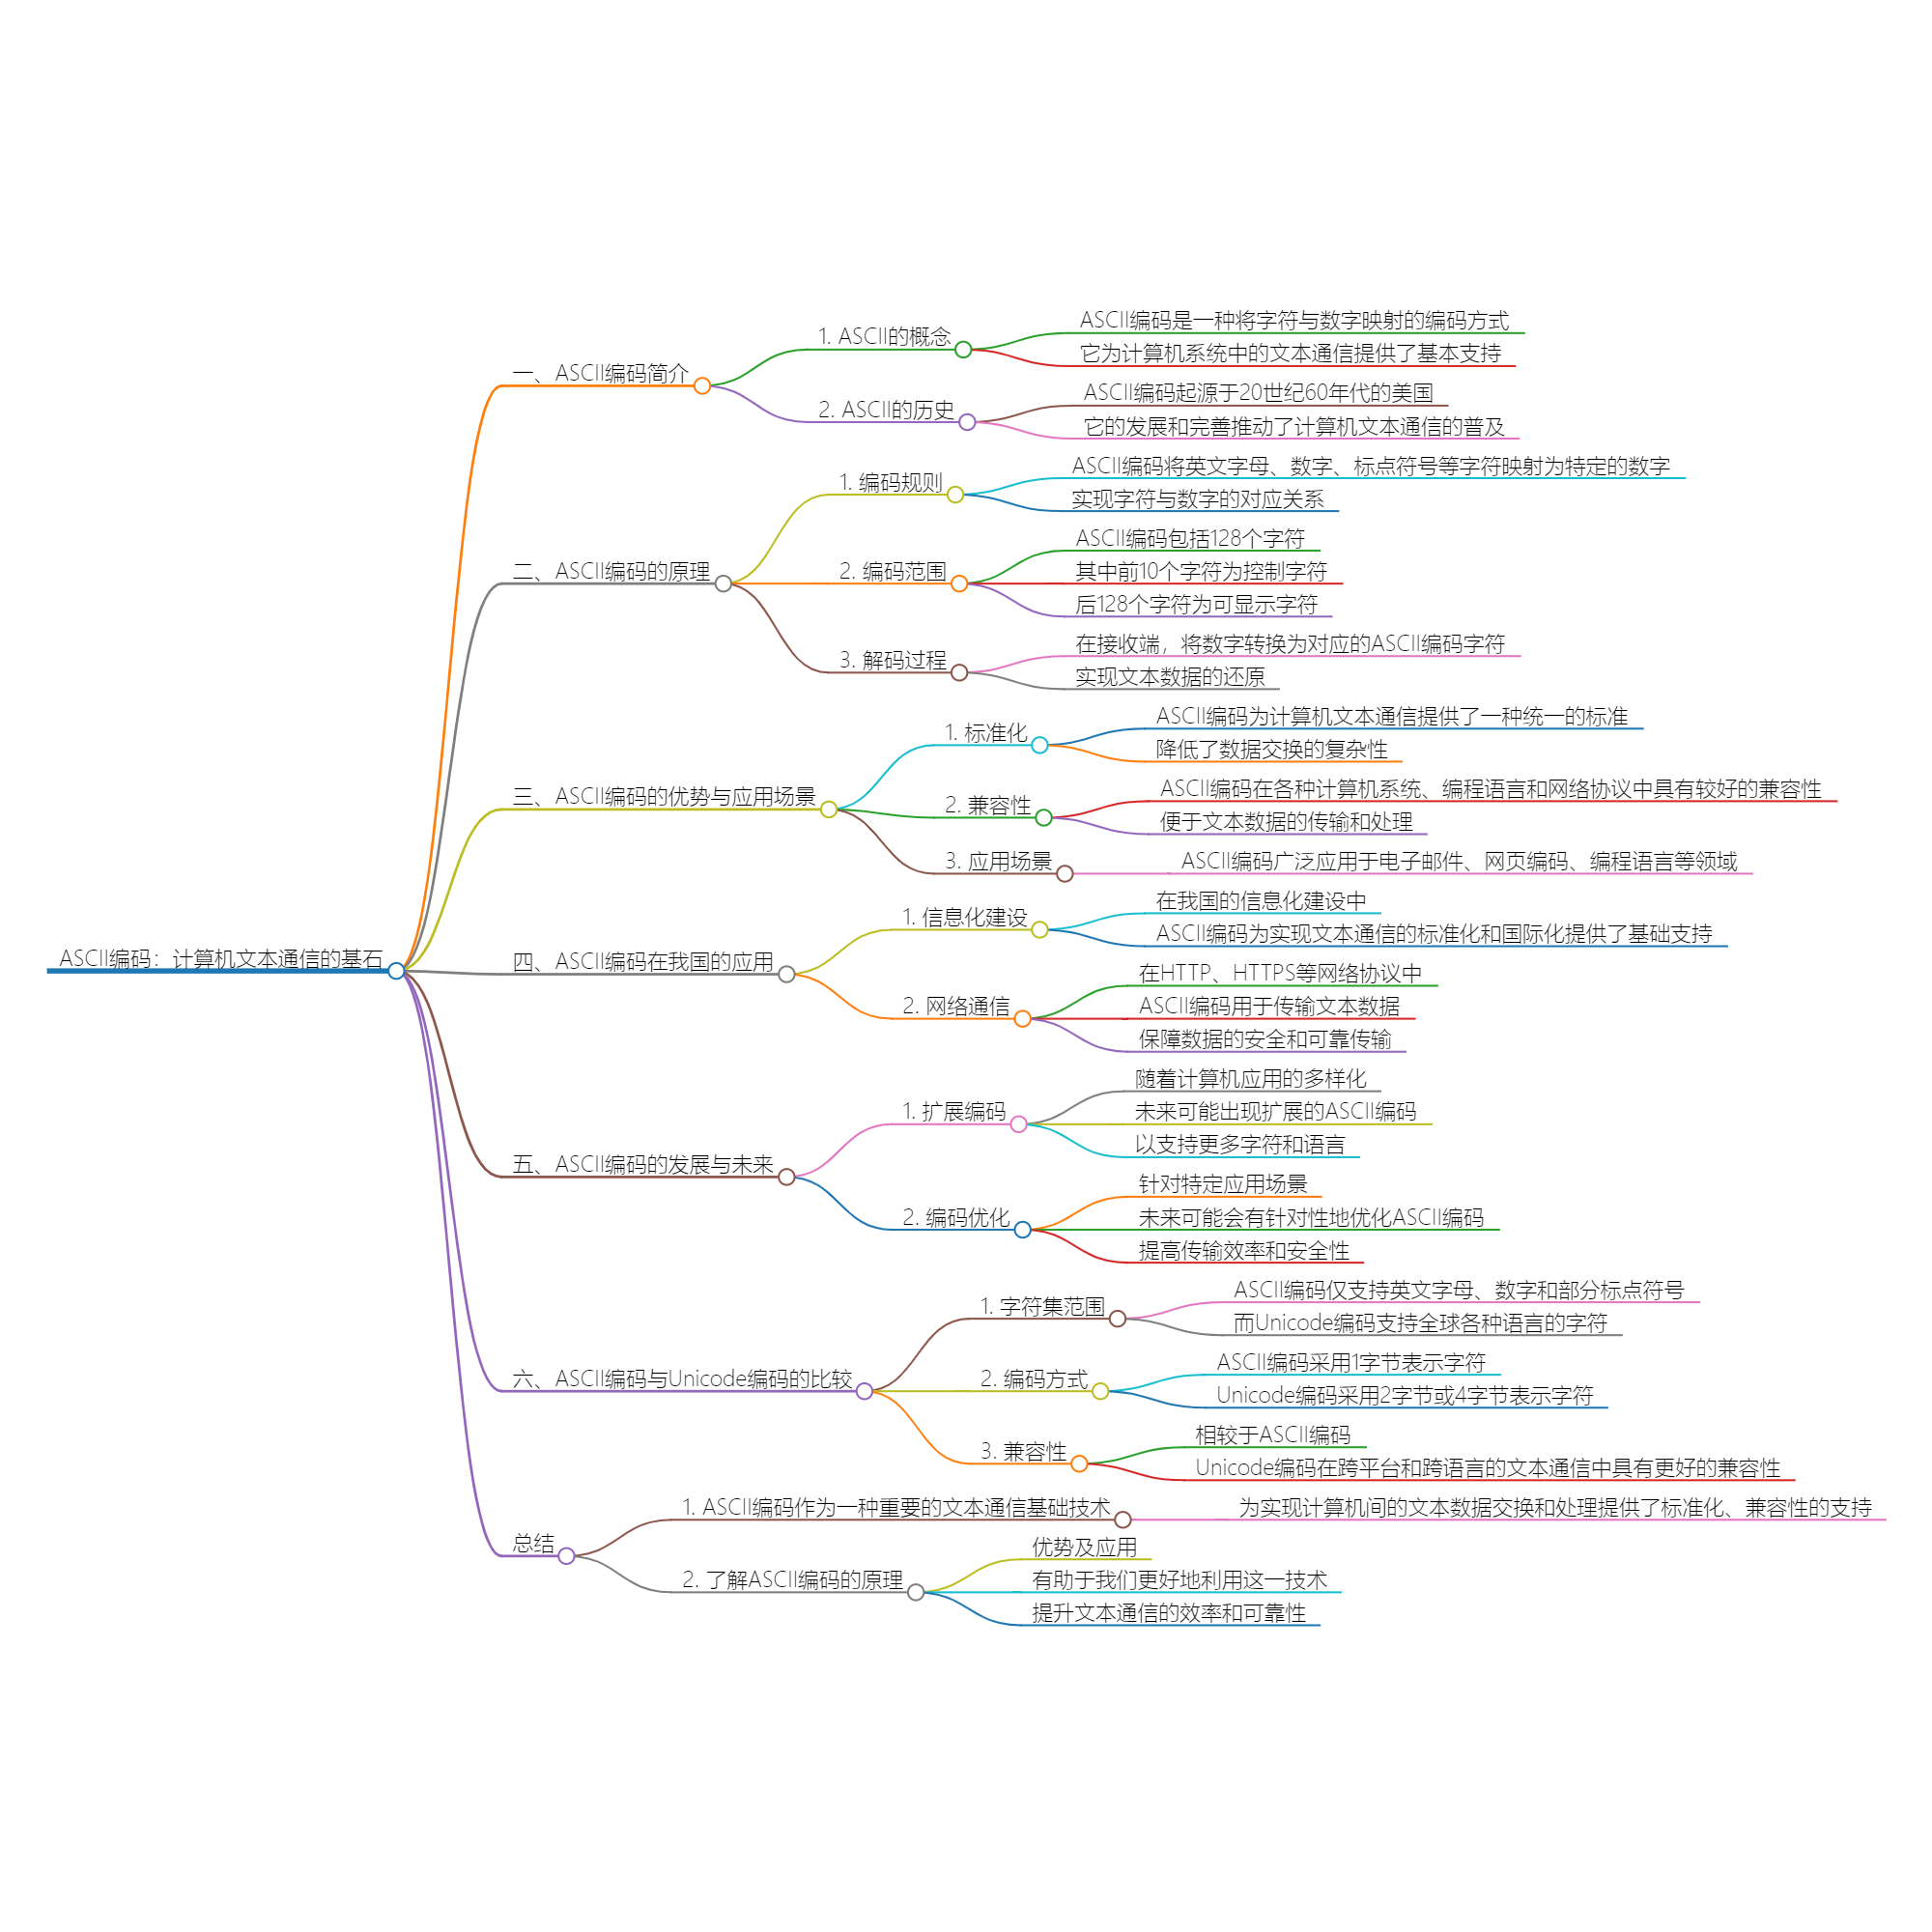 ASCII编码：计算机文本通信的基石
一、ASCII编码简介
1. ASCII的概念
ASCII编码是一种将字符与数字映射的编码方式
它为计算机系统中的文本通信提供了基本支持
2. ASCII的历史
ASCII编码起源于20世纪60年代的美国
它的发展和完善推动了计算机文本通信的普及
二、ASCII编码的原理
1. 编码规则
ASCII编码将英文字母、数字、标点符号等字符映射为特定的数字
实现字符与数字的对应关系
2. 编码范围
ASCII编码包括128个字符
其中前10个字符为控制字符
后128个字符为可显示字符
3. 解码过程
在接收端，将数字转换为对应的ASCII编码字符
实现文本数据的还原
三、ASCII编码的优势与应用场景
1. 标准化
ASCII编码为计算机文本通信提供了一种统一的标准
降低了数据交换的复杂性
2. 兼容性
ASCII编码在各种计算机系统、编程语言和网络协议中具有较好的兼容性
便于文本数据的传输和处理
3. 应用场景
ASCII编码广泛应用于电子邮件、网页编码、编程语言等领域
四、ASCII编码在我国的应用
1. 信息化建设
在我国的信息化建设中
ASCII编码为实现文本通信的标准化和国际化提供了基础支持
2. 网络通信
在HTTP、HTTPS等网络协议中
ASCII编码用于传输文本数据
保障数据的安全和可靠传输
五、ASCII编码的发展与未来
1. 扩展编码
随着计算机应用的多样化
未来可能出现扩展的ASCII编码
以支持更多字符和语言
2. 编码优化
针对特定应用场景
未来可能会有针对性地优化ASCII编码
提高传输效率和安全性
六、ASCII编码与Unicode编码的比较
1. 字符集范围
ASCII编码仅支持英文字母、数字和部分标点符号
而Unicode编码支持全球各种语言的字符
2. 编码方式
ASCII编码采用1字节表示字符
Unicode编码采用2字节或4字节表示字符
3. 兼容性
相较于ASCII编码
Unicode编码在跨平台和跨语言的文本通信中具有更好的兼容性
总结
1. ASCII编码作为一种重要的文本通信基础技术
为实现计算机间的文本数据交换和处理提供了标准化、兼容性的支持
2. 了解ASCII编码的原理
优势及应用
有助于我们更好地利用这一技术
提升文本通信的效率和可靠性